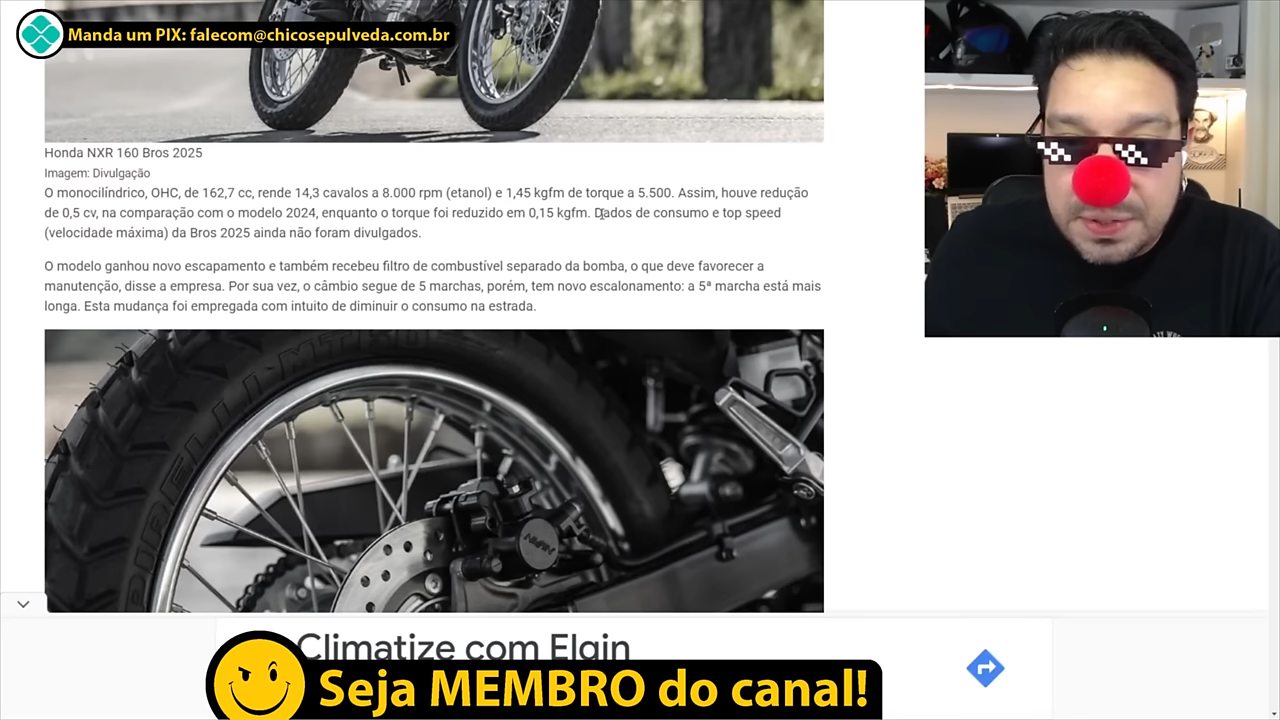 Manda um PIX: falecom@chicosepulveda.com.br
Honda NXR 160 Bros 2025
Imagem: Divulgação
O monocilíndrico, OHC, de 162,7 cc, rende 14,3 cavalos a 8.000 rpm (etanol) e 1,45 kgfm de torque a 5.500. Assim, houve redução
de 0,5 cv, na comparação com o modelo 2024, enquanto o torque foi reduzido em 0,15 kgfm. Dados de consumo e top speed
(velocidade máxima) da Bros 2025 ainda não foram divulgados.
O modelo ganhou novo escapamento e também recebeu filtro de combustível separado da bomba, o que deve favorecer a
manutenção, disse a empresa. Por sua vez, o câmbio segue de 5 marchas, porém, tem novo escalonamento: a 5ª marcha está mais
longa. Esta mudança foi empregada com intuito de diminuir o consumo na estrada.
PIRELLI MT60
NISSIN
Climatize com Elgin
Seja MEMBRO do canal!